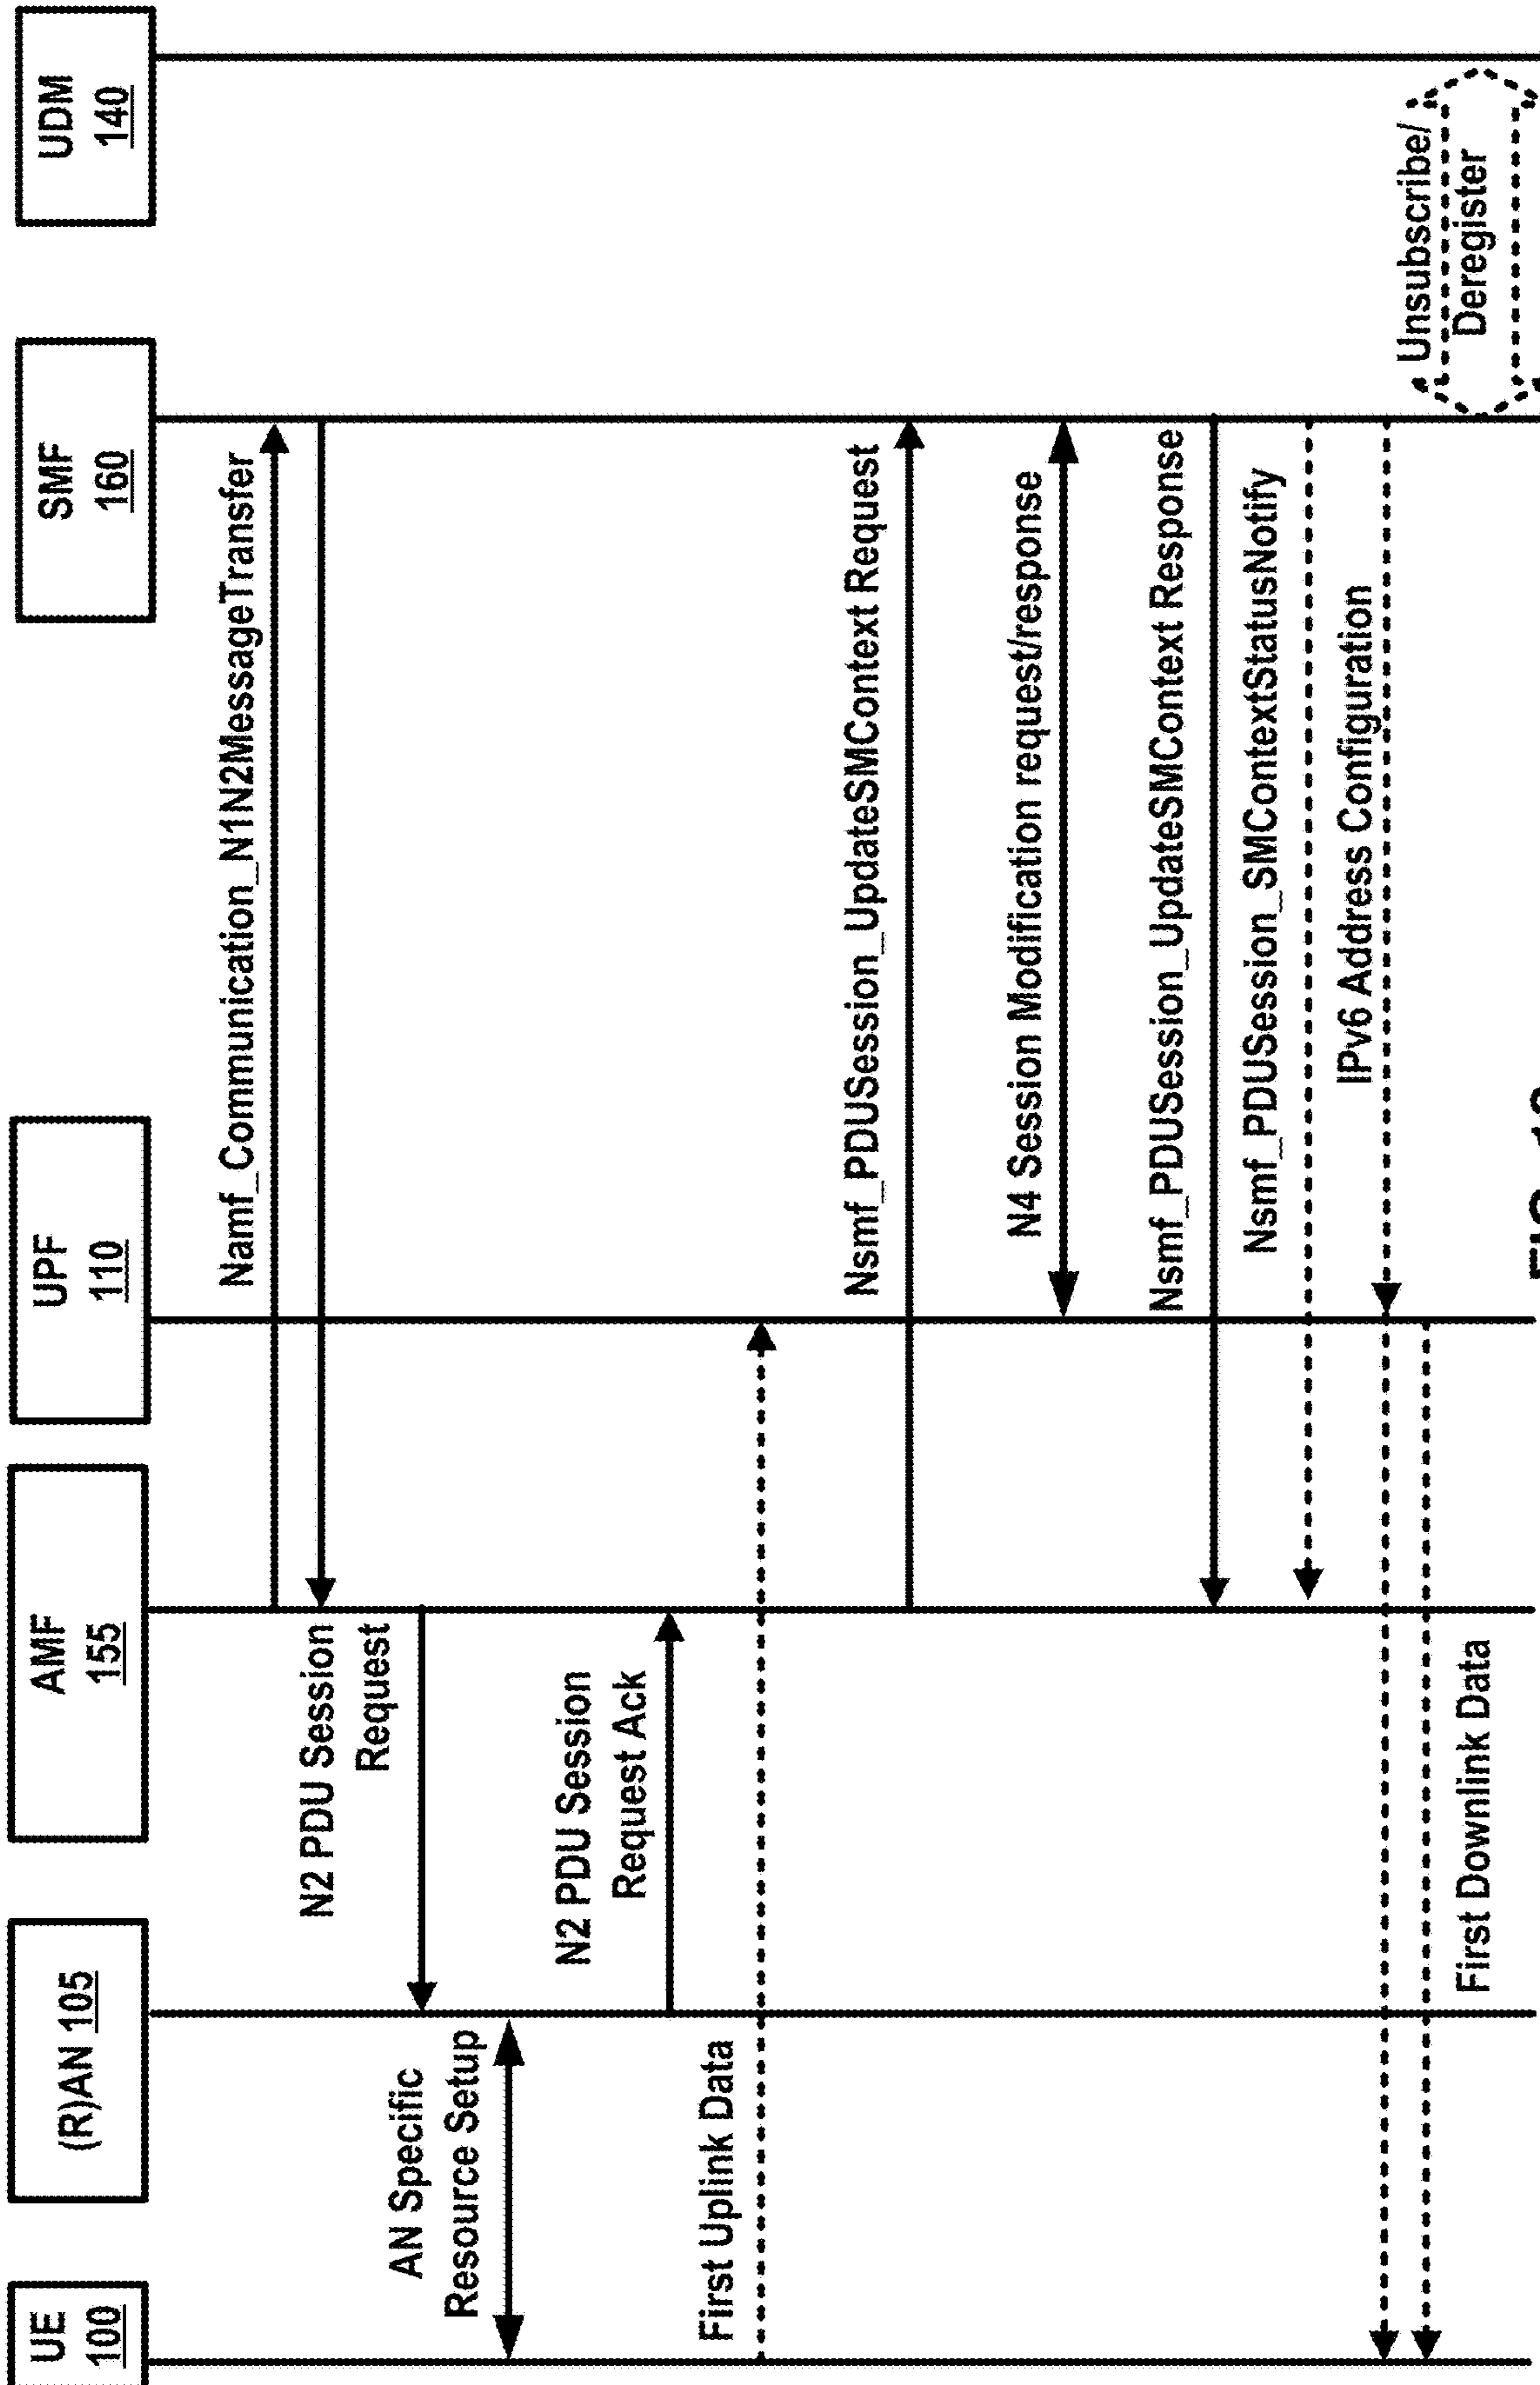 UE
100
(R)AN 105
AMF
155
UPF
110
SMF
160
UDM
140
Namf_Communication_N1N2MessageTransfer
N2 PDU Session
Request
AN Specific
Resource Setup
N2 PDU Session
Request Ack
First Uplink Data
Nsmf_PDUSession_UpdateSMContext Request
N4 Session Modification request/response
Nsmf_PDUSession_UpdateSMContext Response
Nsmf_PDUSession_SMContextStatusNotify
IPv6 Address Configuration
First Downlink Data
Unsubscribe/
Deregister